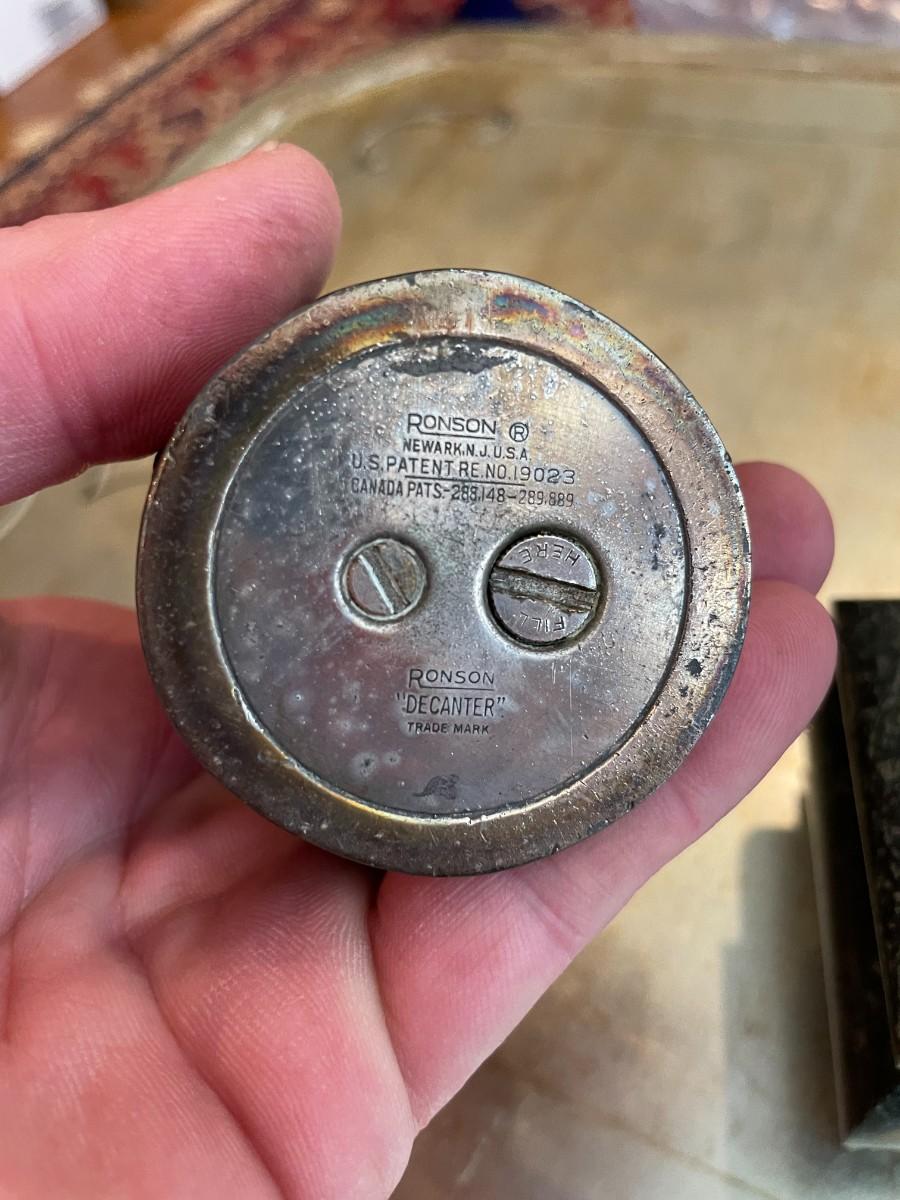 RONSON ®
NEWARK, N.J. U.S.A.
U.S. PATENT RE. NO. 19023
CANADA PATS.-288,148-289,889
HERE
FILL
RONSON
"DECANTER"
TRADE MARK